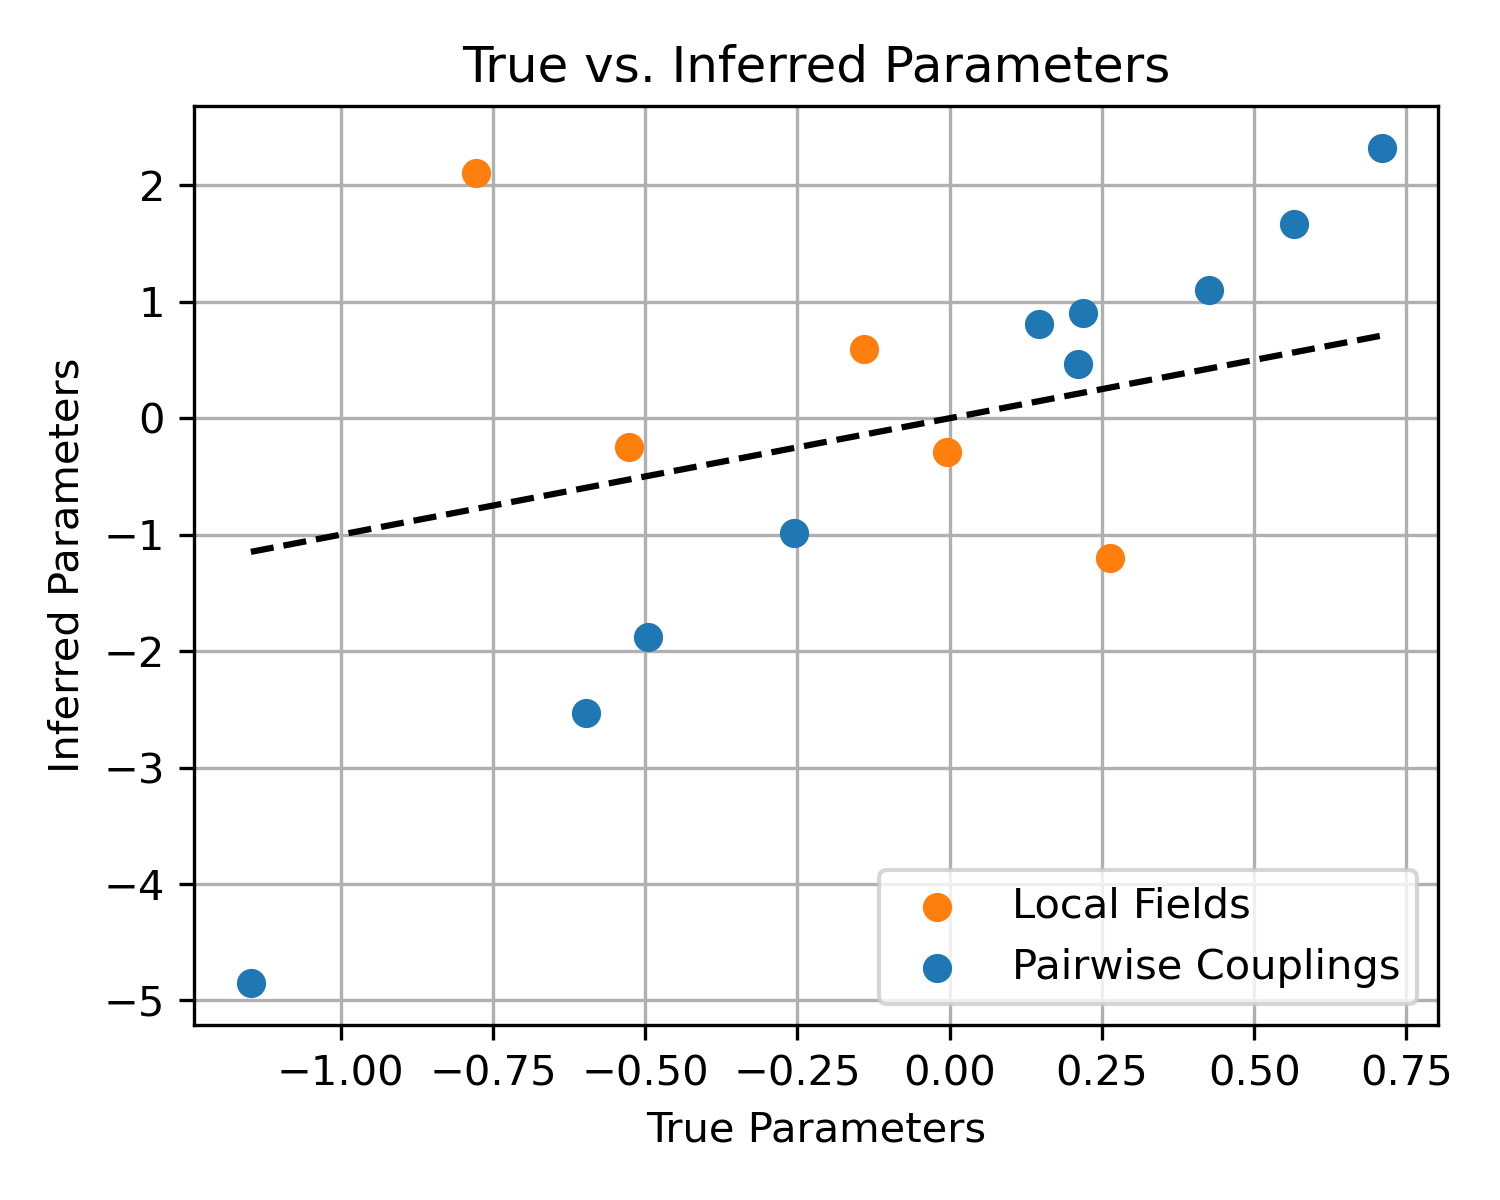 True vs. Inferred Parameters
Inferred Parameters
2
1
0
−1
−2
−3
−4
−5
Local Fields
Pairwise Couplings
−1.00 −0.75 −0.50 −0.25 0.00 0.25 0.50 0.75
True Parameters